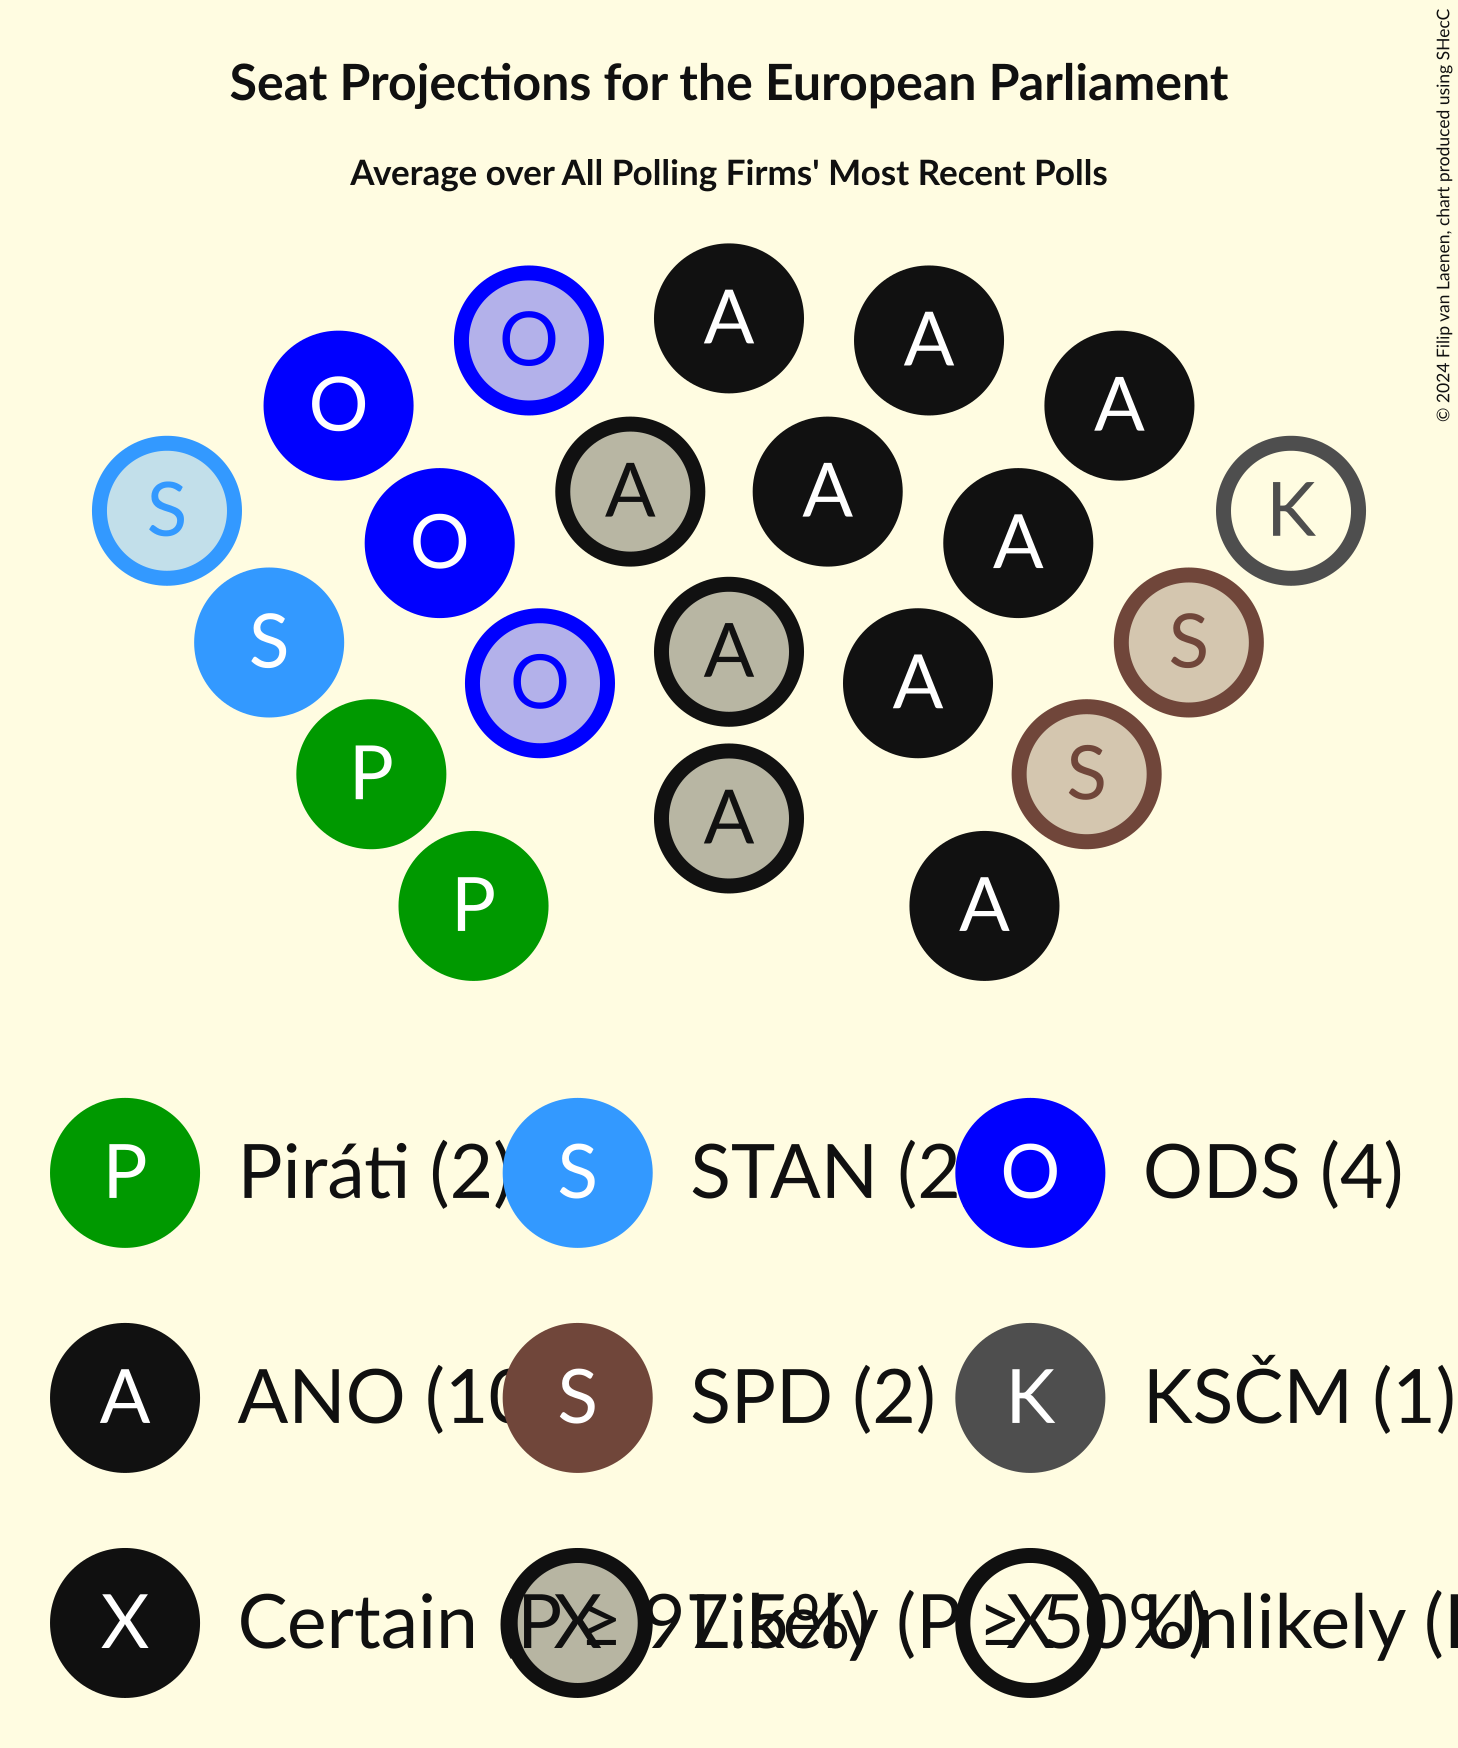 Seat Projections for the European Parliament
Average over All Polling Firms' Most Recent Polls
© 2024 Filip van Laenen, chart produced using SHecC
A
O A
O A
S A A K
O A
S A S
O A
P S
A
P A
P Piráti (2) S STAN (2 O ODS (4)
A ANO (10 S SPD (2) K KSČM (1)
X Certain (P ≥ 97.5%) X Likely (P ≥ 50%) X Unlikely (